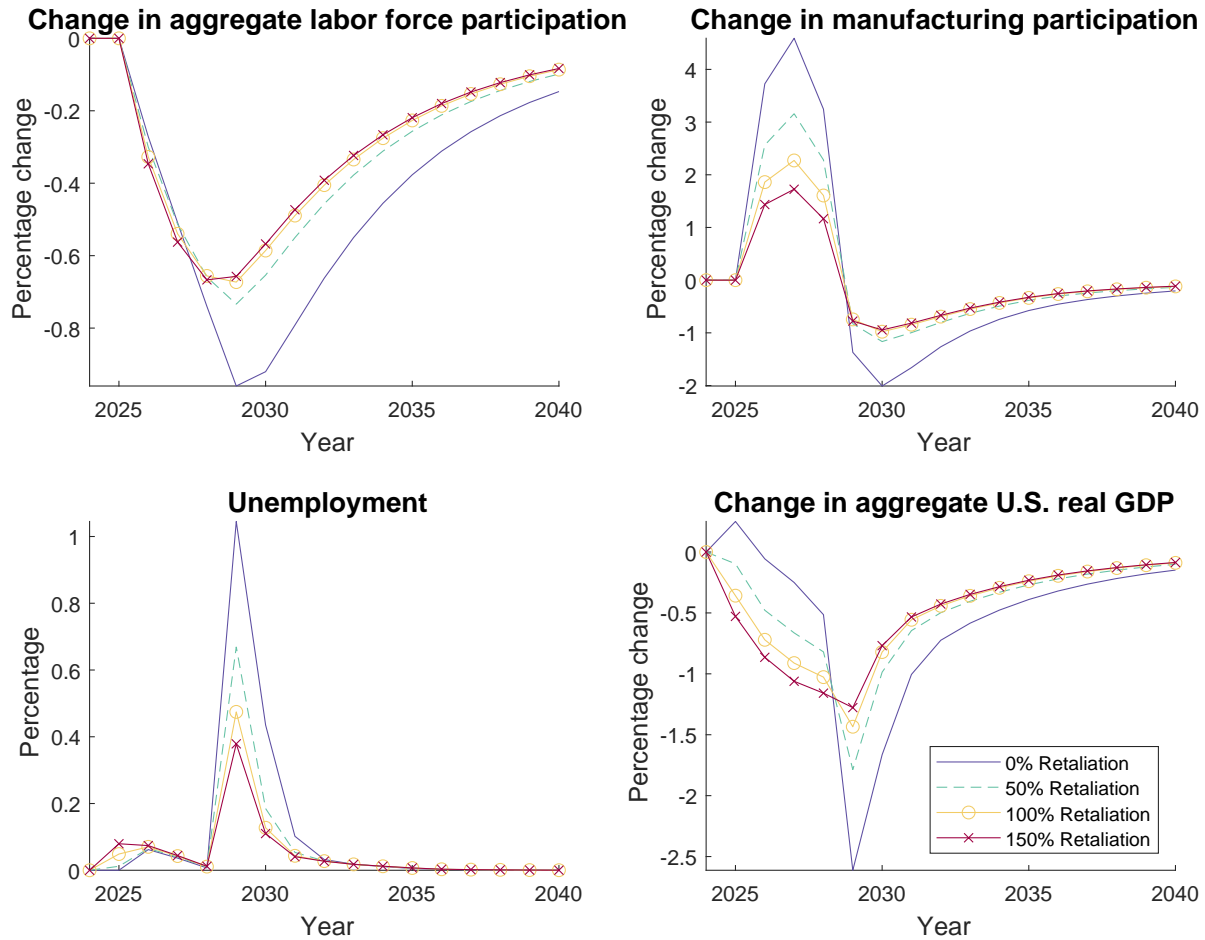 Change in aggregate labor force participation
0
-0.2
-0.4
-0.6
-0.8
Percentage change
2025 2030 2035 2040
Year
Change in manufacturing participation
4
3
2
1
0
-1
-2
Percentage change
2025 2030 2035 2040
Year
Unemployment
1
0.8
0.6
0.4
0.2
0
Percentage
2025 2030 2035 2040
Year
Change in aggregate U.S. real GDP
0
-0.5
-1
-1.5
-2
-2.5
Percentage change
0% Retaliation
50% Retaliation
100% Retaliation
150% Retaliation
2025 2030 2035 2040
Year